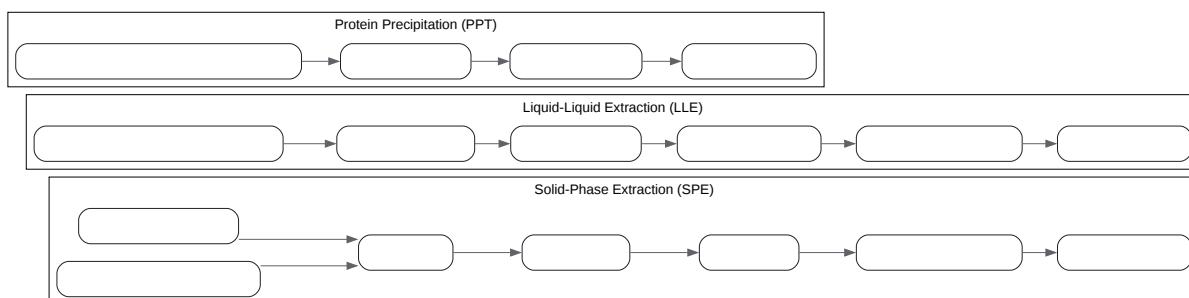 Protein Precipitation (PPT)
Liquid-Liquid Extraction (LLE)
Solid-Phase Extraction (SPE)